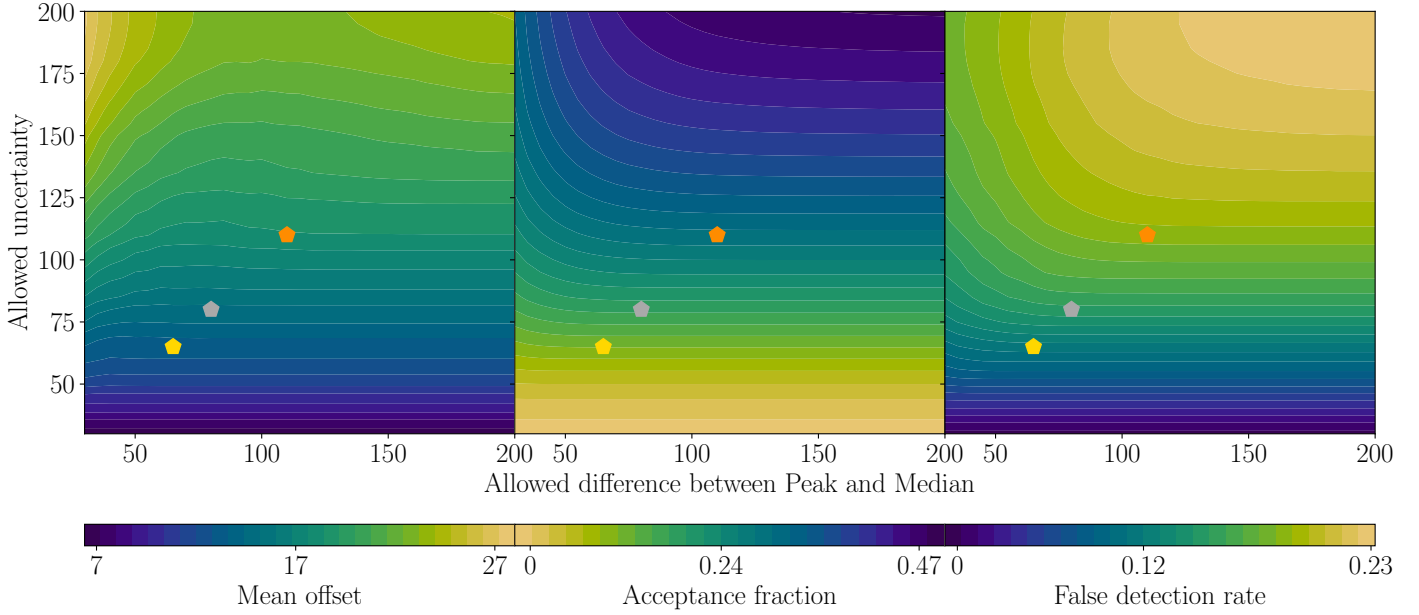 200
175
150
125
100
75
50
Allowed uncertainty
50 100 150 200 50 100 150 200 50 100 150 200
30 30
Allowed difference between Peak and Median
7 17 27 0 0.24 0.47 0 0.12 0.23
Mean offset Acceptance fraction False detection rate